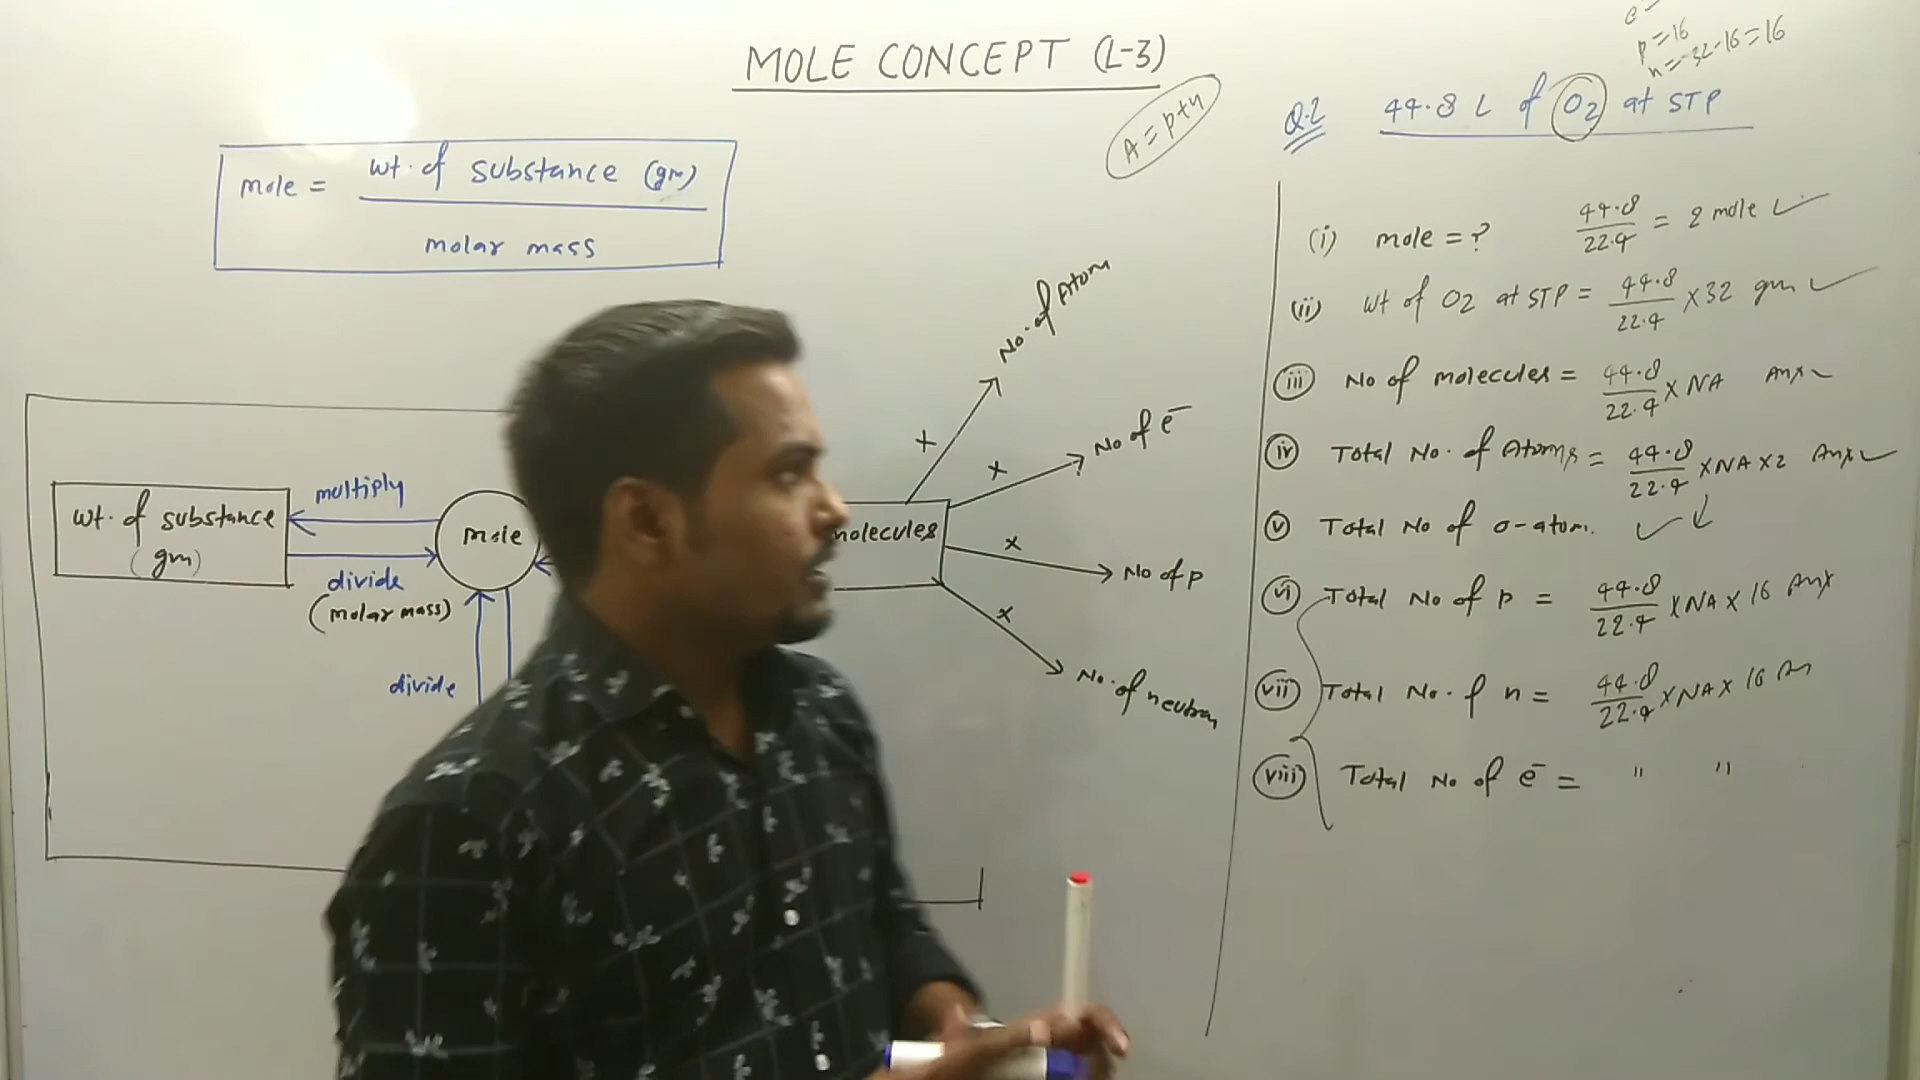 MOLE CONCEPT (L-3)
mole = wt. of substance (gm)
molar mass
A = p+n
p = 16
n = 32-16 = 16
Q.2 44.8 L of O2 at STP
(i) mole = ? 44.8/22.4 = 2 mole
(ii) wt of O2 at STP = 44.8/22.4 × 32 gm
(iii) No of molecules = 44.8/22.4 × NA Ans
(iv) Total No. of Atoms = 44.8/22.4 × NA × 2 Ans
(v) Total No of o-atom.
(vi) Total No of p = 44.8/22.4 × NA × 16 Ans
(vii) Total No. of n = 44.8/22.4 × NA × 16 An
(viii) Total No of e⁻ = " "
wt. of substance
(gm)
multiply
divide
(molar mass)
mole
divide
molecules
x No. of Atom
x No of e⁻
x No of p
x No. of neutron